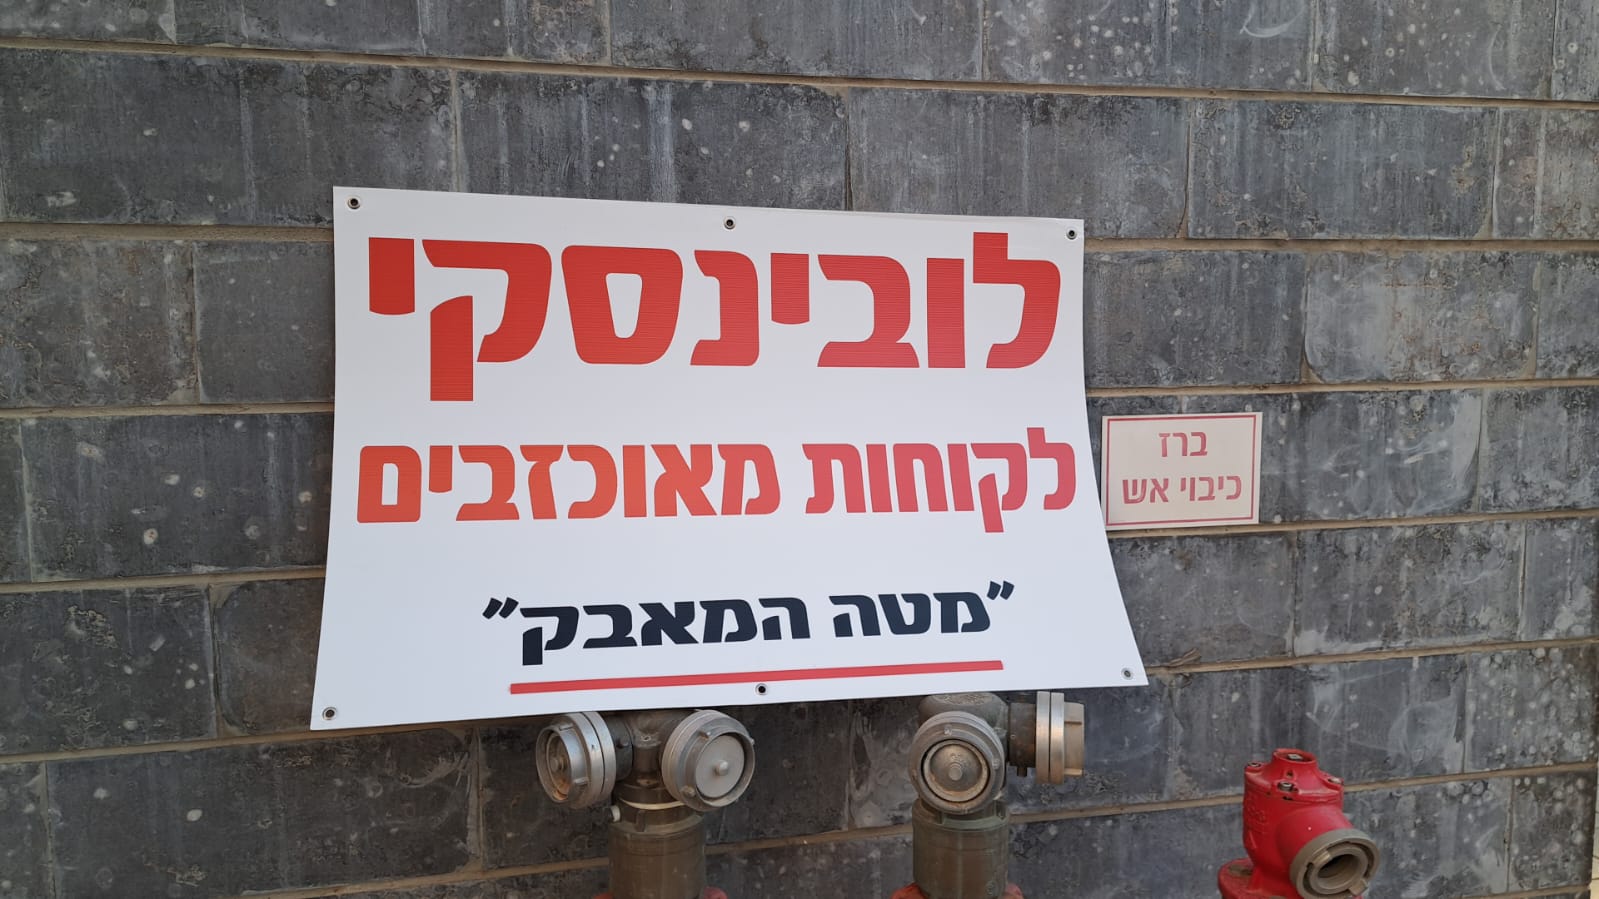 לובינסקי
לקוחות מאוכזבים
"מטה המאבק"
ברז
כיבוי אש